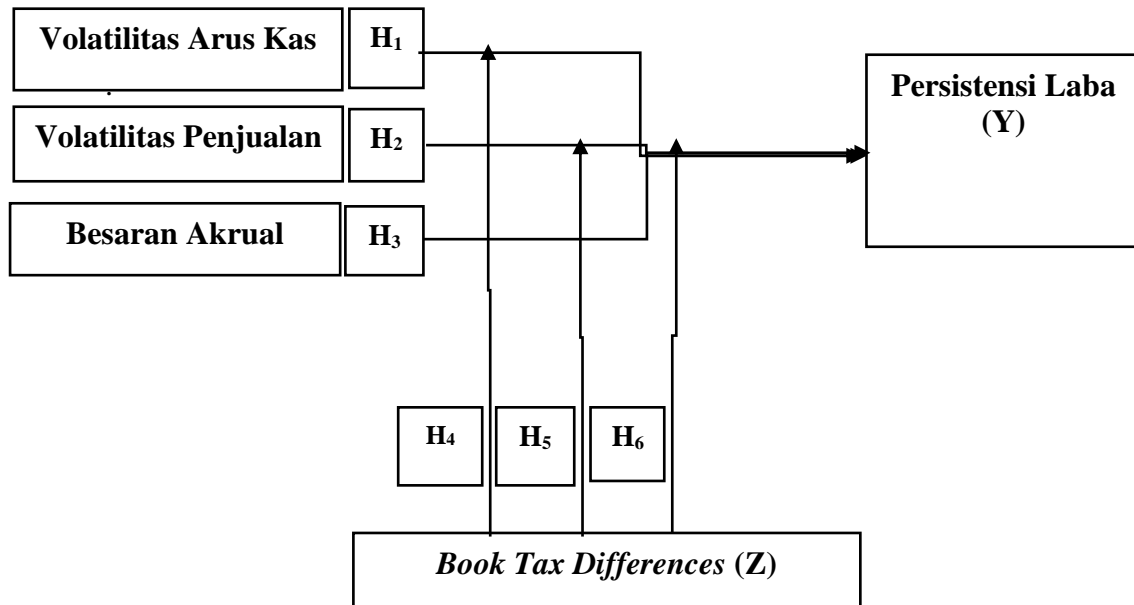 Volatilitas Arus Kas
H₁
Volatilitas Penjualan
H₂
Besaran Akrual
H₃
Persistensi Laba
(Y)
H₄
H₅
H₆
Book Tax Differences (Z)